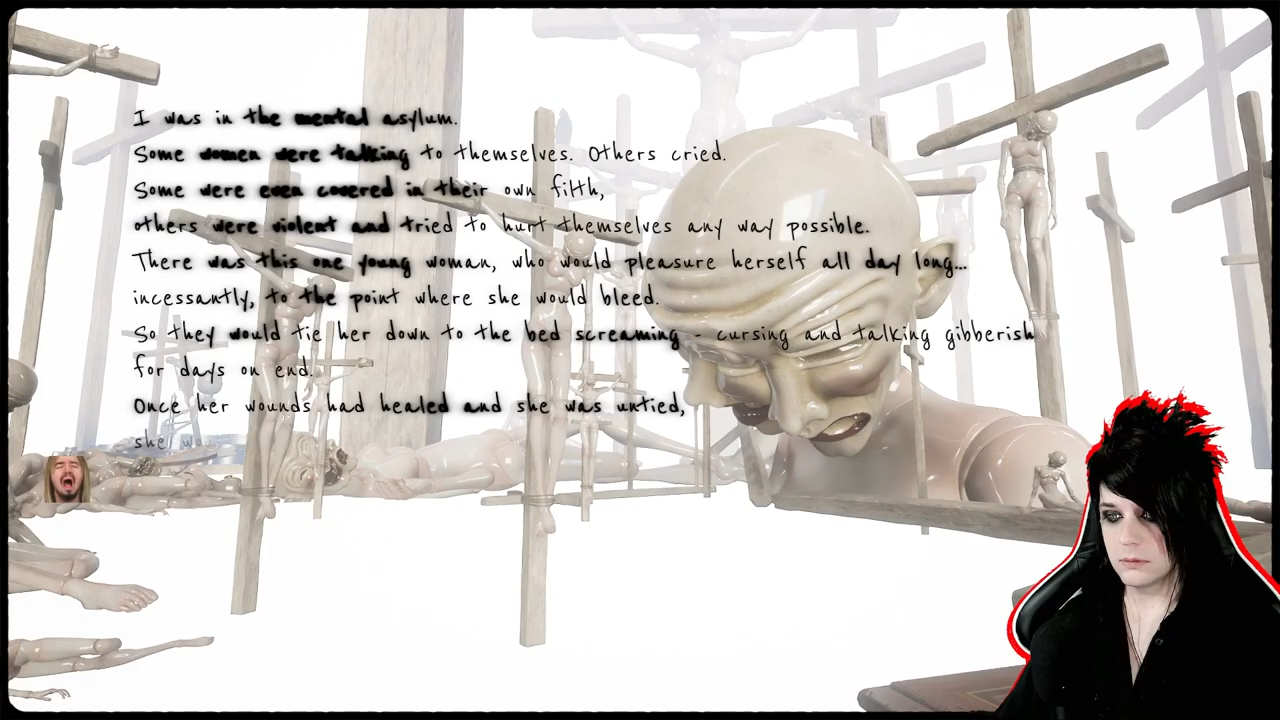 I was in the mental asylum.
Some women were talking to themselves. Others cried.
Some were even covered in their own filth,
others were violent and tried to hurt themselves any way possible.
There was this one young woman, who would pleasure herself all day long...
incessantly, to the point where she would bleed.
So they would tie her down to the bed screaming - cursing and talking gibberish
for days on end.
Once her wounds had healed and she was untied,
she